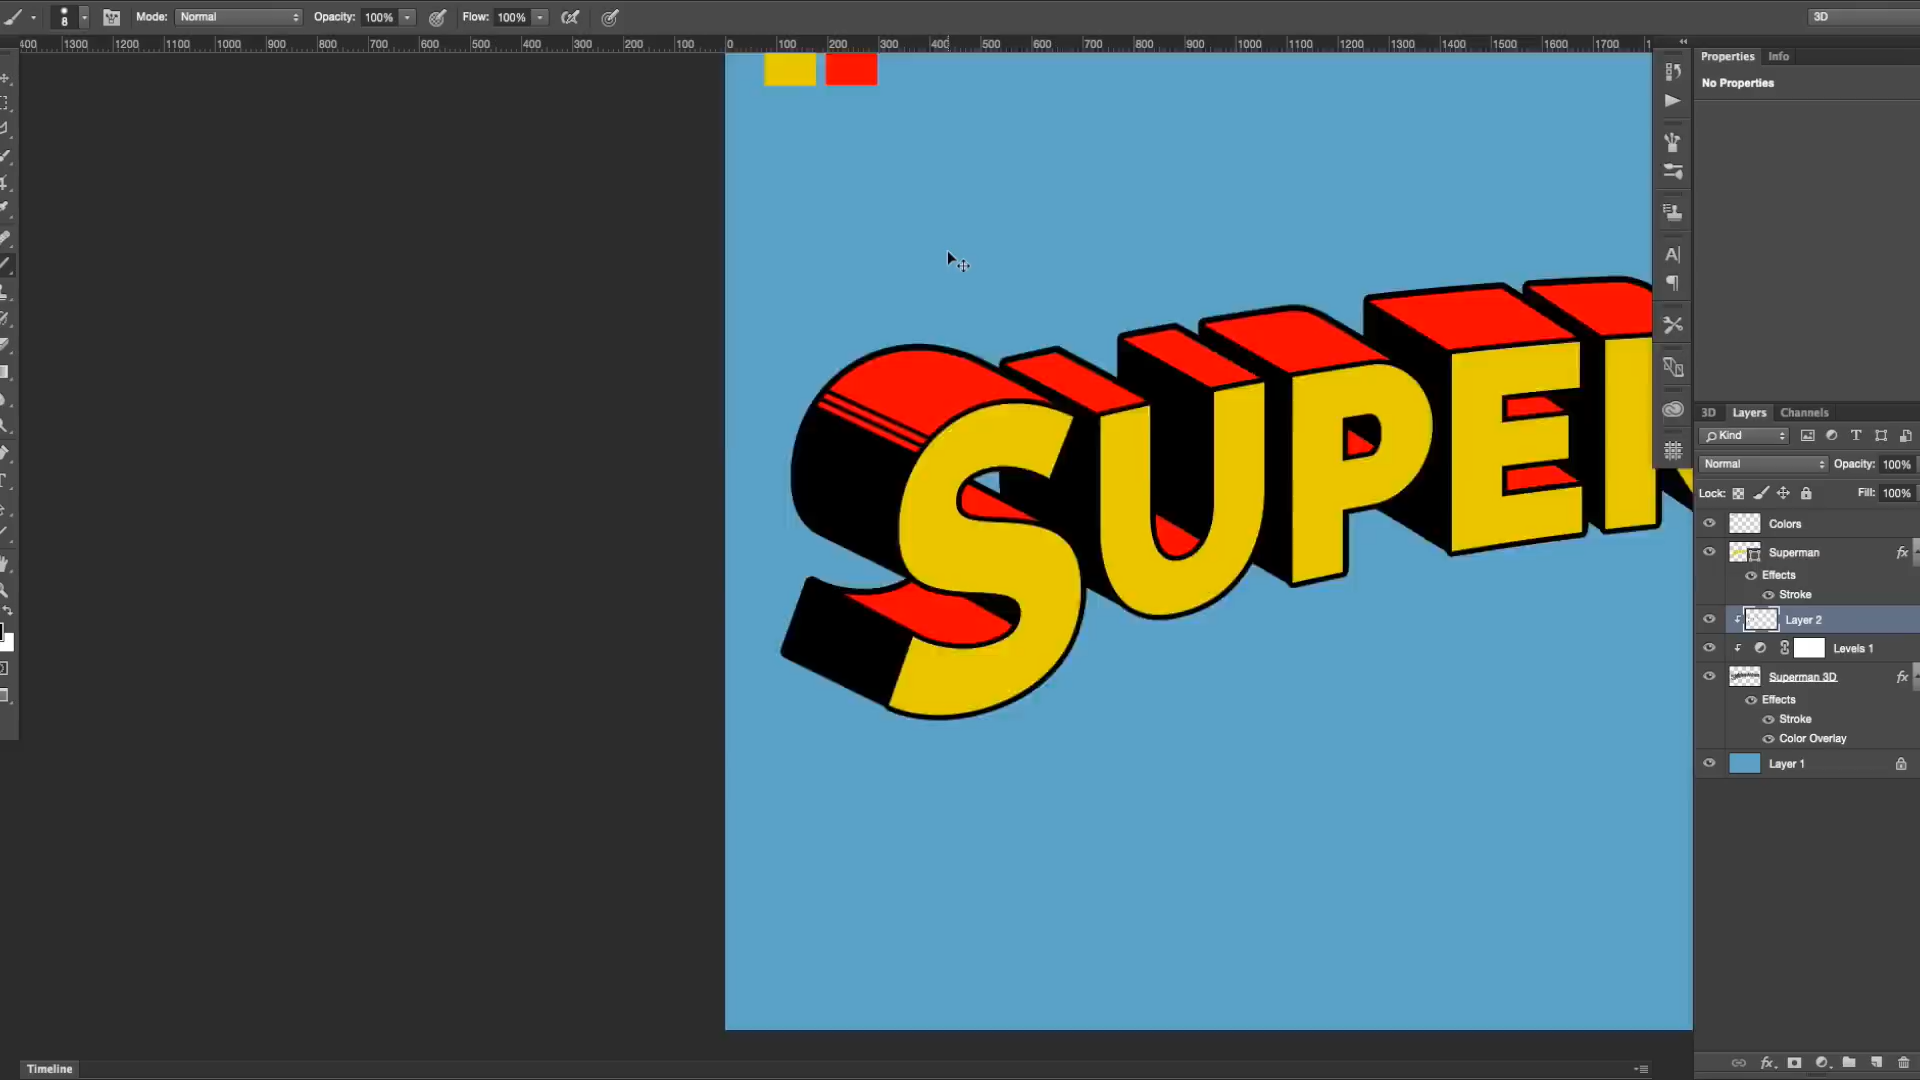 8 Mode: Normal Opacity: 100% Flow: 100% 3D
400 1300 1200 1100 1000 900 800 700 600 500 400 300 200 100 0 100 200 300 400 500 600 700 800 900 1000 1100 1200 1300 1400 1500 1600 1700
Properties Info
No Properties
SUPER
3D Layers Channels
Kind
Normal Opacity: 100%
Lock: Fill: 100%
Colors
Superman fx
Effects
Stroke
Layer 2
Levels 1
Superman 3D fx
Effects
Stroke
Color Overlay
Layer 1
Timeline